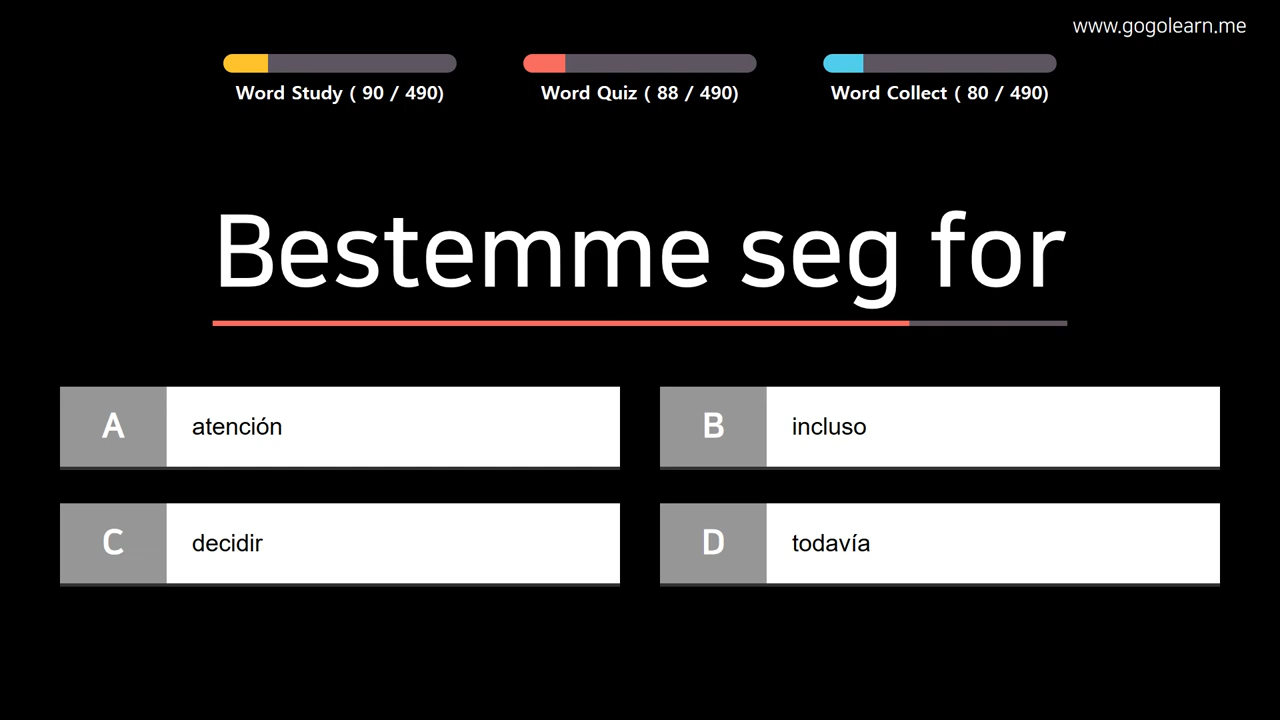 www.gogolearn.me
Word Study ( 90 / 490)
Word Quiz ( 88 / 490)
Word Collect ( 80 / 490)
Bestemme seg for
A
atención
B
incluso
C
decidir
D
todavía